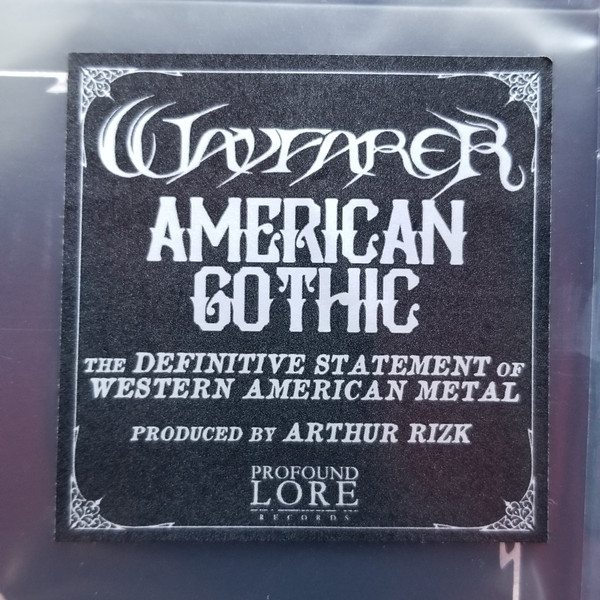 WAYFARER
AMERICAN
GOTHIC
THE DEFINITIVE STATEMENT OF
WESTERN AMERICAN METAL
PRODUCED BY ARTHUR RIZK
PROFOUND
LORE
RECORDS